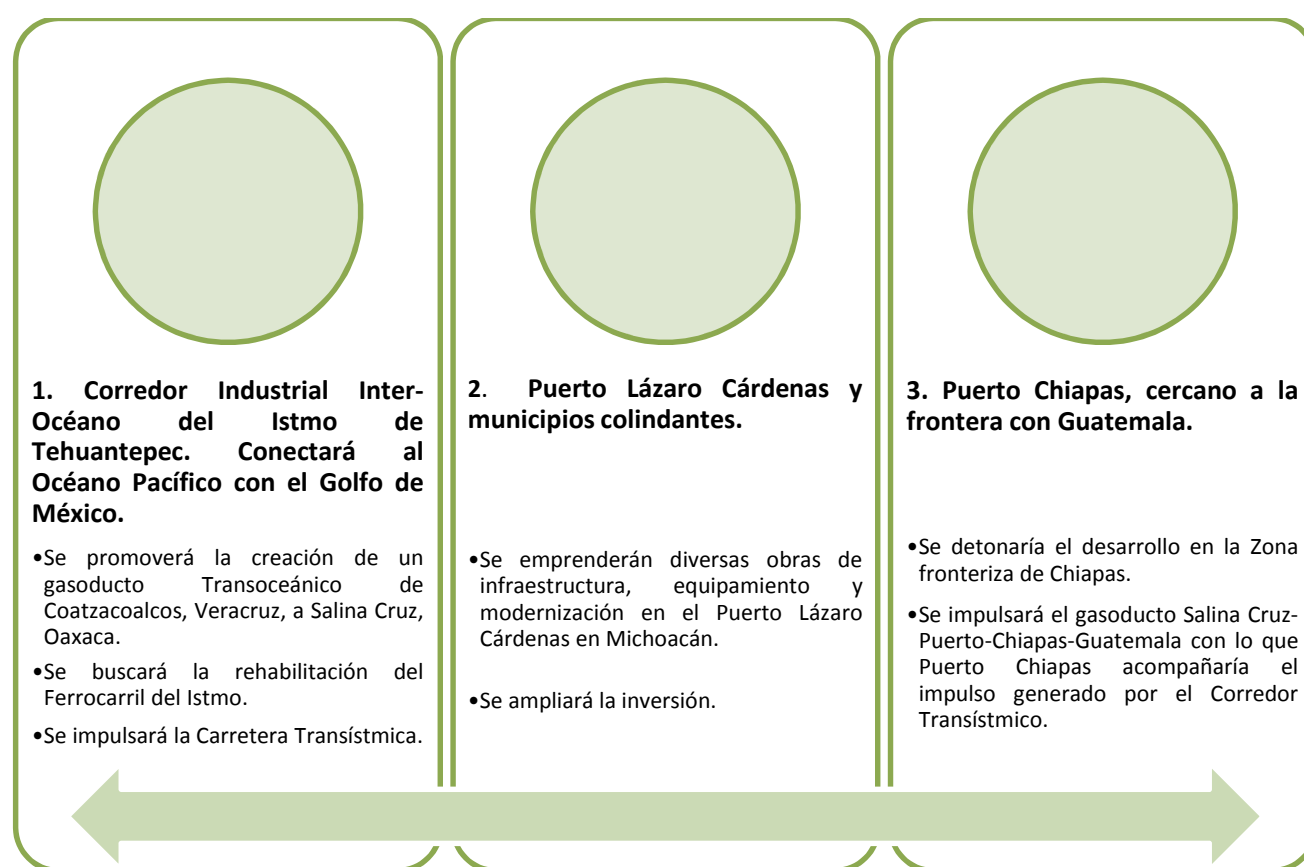 1. Corredor Industrial Inter-
Océano del Istmo de
Tehuantepec. Conectará al
Océano Pacífico con el Golfo de
México.
•Se promoverá la creación de un
gasoducto Transoceánico de
Coatzacoalcos, Veracruz, a Salina Cruz,
Oaxaca.
•Se buscará la rehabilitación del
Ferrocarril del Istmo.
•Se impulsará la Carretera Transístmica.
2. Puerto Lázaro Cárdenas y
municipios colindantes.
•Se emprenderán diversas obras de
infraestructura, equipamiento y
modernización en el Puerto Lázaro
Cárdenas en Michoacán.
•Se ampliará la inversión.
3. Puerto Chiapas, cercano a la
frontera con Guatemala.
•Se detonaría el desarrollo en la Zona
fronteriza de Chiapas.
•Se impulsará el gasoducto Salina Cruz-
Puerto-Chiapas-Guatemala con lo que
Puerto Chiapas acompañaría el
impulso generado por el Corredor
Transístmico.